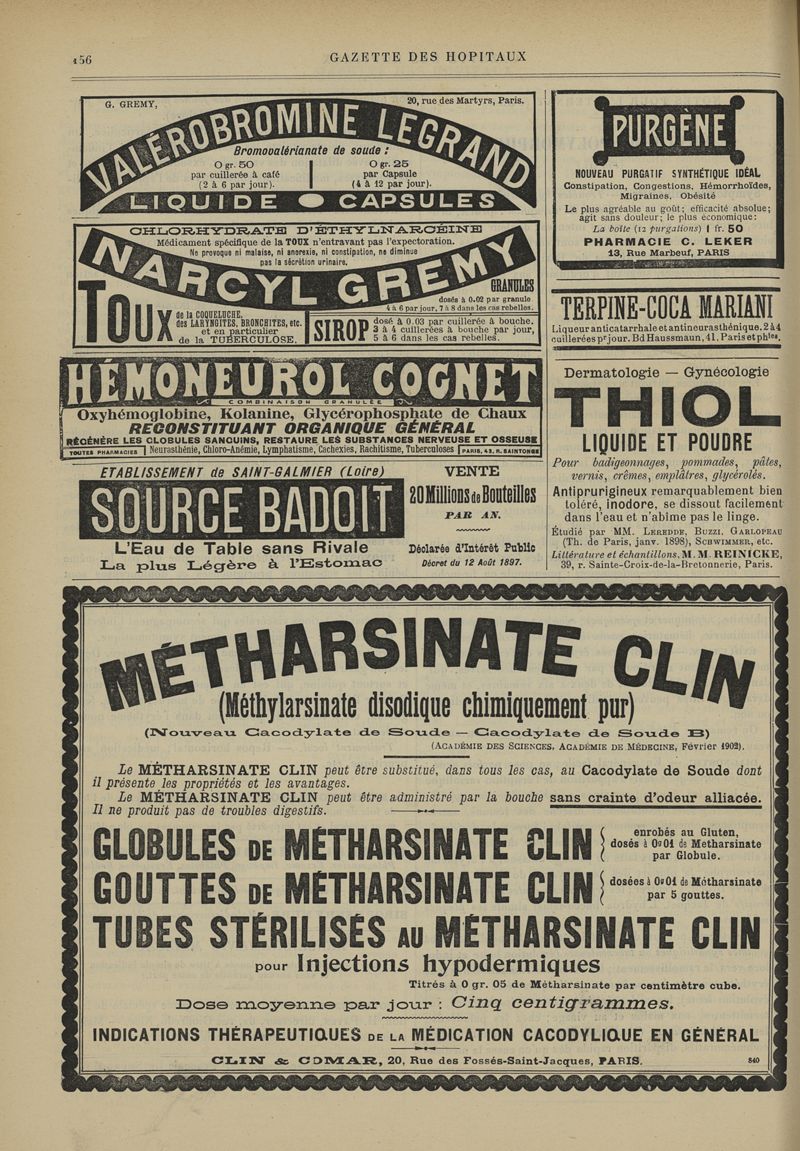 156
GAZETTE DES HOPITAUX
G. GREMY,
20, rue des Martyrs, Paris.
VALÉROBROMINE LEGRAND
Bromovalérianate de soude :
0 gr. 50
par cuillerée à café
(2 à 6 par jour).
0 gr. 25
par Capsule
(4 à 12 par jour).
LIQUIDE CAPSULES
CHLORHYDRATE D'ÉTHYLNARCÉINE
Médicament spécifique de la TOUX n'entravant pas l'expectoration.
Ne provoque ni malaise, ni anorexie, ni constipation, ne diminue
pas la sécrétion urinaire.
NARCYL GREMY
TOUX
de la COQUELUCHE,
des LARYNGITES, BRONCHITES, etc.
et en particulier
de la TUBERCULOSE.
GRANULES
dosés à 0.02 par granule
4 à 6 par jour, 7 à 8 dans les cas rebelles.
SIROP
dosé à 0.03 par cuillerée à bouche.
3 à 4 cuillerées à bouche par jour,
5 à 6 dans les cas rebelles.
HÉMONEUROL COGNET
COMBINAISON GRANULÉE
Oxyhémoglobine, Kolanine, Glycérophosphate de Chaux
RECONSTITUANT ORGANIQUE GÉNÉRAL
RÉGÉNÈRE LES GLOBULES SANGUINS, RESTAURE LES SUBSTANCES NERVEUSE ET OSSEUSE
TOUTES PHARMACIES Neurasthénie, Chloro-Anémie, Lymphatisme, Cachexies, Rachitisme, Tuberculoses PARIS, 43, R. SAINTONGE
ETABLISSEMENT de SAINT-GALMIER (Loire)
SOURCE BADOIT
L'Eau de Table sans Rivale
La plus Légère à l'Estomac
VENTE
20 Millions de Bouteilles
PAR AN.
Déclarée d'Intérêt Public
Décret du 12 Août 1897.
PURGÈNE
NOUVEAU PURGATIF SYNTHÉTIQUE IDÉAL
Constipation, Congestions, Hémorrhoïdes,
Migraines, Obésité
Le plus agréable au goût; efficacité absolue;
agit sans douleur; le plus économique:
La boîte (12 purgations) 1 fr. 50
PHARMACIE C. LEKER
13, Rue Marbeuf, PARIS
TERPINE-COCA MARIANI
Liqueur anticatarrhale et antineurasthénique. 2 à 4
cuillerées pr jour. Bd Haussmaun, 41, Paris et phies.
Dermatologie — Gynécologie
THIOL
LIQUIDE ET POUDRE
Pour badigeonnages, pommades, pâtes,
vernis, crêmes, emplâtres, glycérolés.
Antiprurigineux remarquablement bien
toléré, inodore, se dissout facilement
dans l'eau et n'abîme pas le linge.
Étudié par MM. LEREDDE, BUZZI, GARLOPEAU
(Th. de Paris, janv. 1898), SCHWIMMER, etc.
Littérature et échantillons, M. M. REINICKE,
39, r. Sainte-Croix-de-la-Bretonnerie, Paris.
MÉTHARSINATE CLIN
(Méthylarsinate disodique chimiquement pur)
(Nouveau Cacodylate de Soude — Cacodylate de Soude B)
(ACADÉMIE DES SCIENCES, ACADÉMIE DE MÉDECINE, Février 1902).
Le MÉTHARSINATE CLIN peut être substitué, dans tous les cas, au Cacodylate de Soude dont
il présente les propriétés et les avantages.
Le MÉTHARSINATE CLIN peut être administré par la bouche sans crainte d'odeur alliacée.
Il ne produit pas de troubles digestifs.
GLOBULES DE MÉTHARSINATE CLIN
enrobés au Gluten,
dosés à 0g01 de Metharsinate
par Globule.
GOUTTES DE MÉTHARSINATE CLIN
dosées à 0g01 de Métharsinate
par 5 gouttes.
TUBES STÉRILISÉS AU MÉTHARSINATE CLIN
pour Injections hypodermiques
Titrés à 0 gr. 05 de Métharsinate par centimètre cube.
Dose moyenne par jour : Cinq centigrammes.
INDICATIONS THÉRAPEUTIQUES DE LA MÉDICATION CACODYLIQUE EN GÉNÉRAL
CLIN & COMAR, 20, Rue des Fossés-Saint-Jacques, PARIS.
840